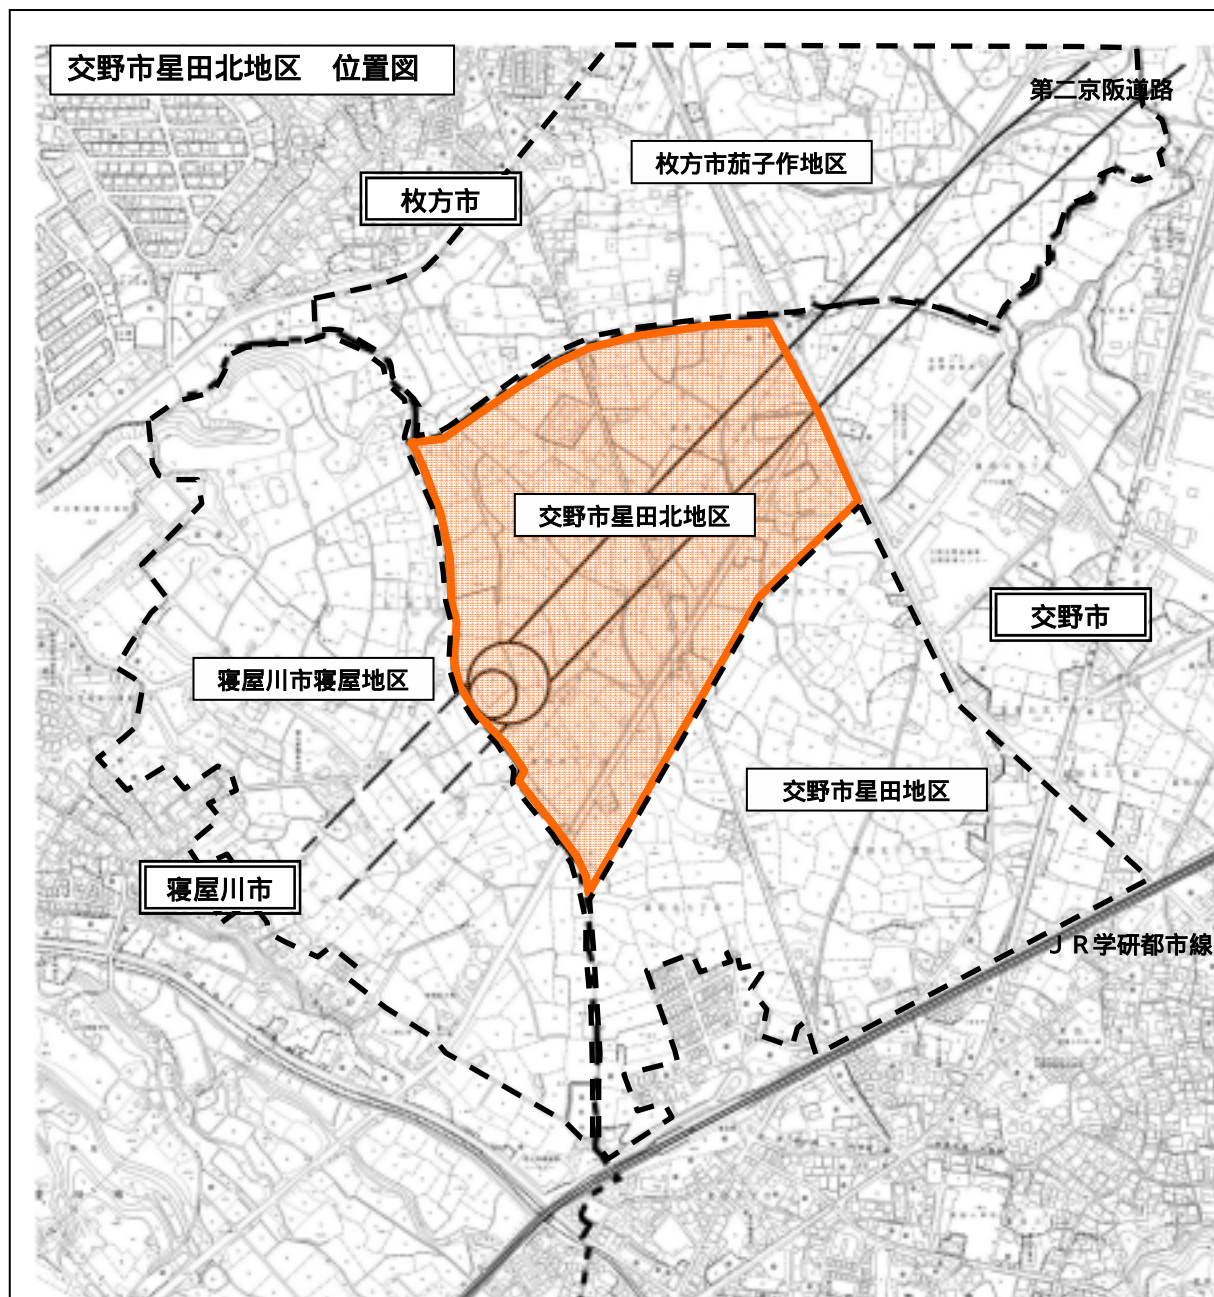 交野市星田北地区　位置図
第二京阪道路
枚方市茄子作地区
枚方市
交野市星田北地区
交野市
寝屋川市寝屋地区
交野市星田地区
寝屋川市
ＪＲ学研都市線